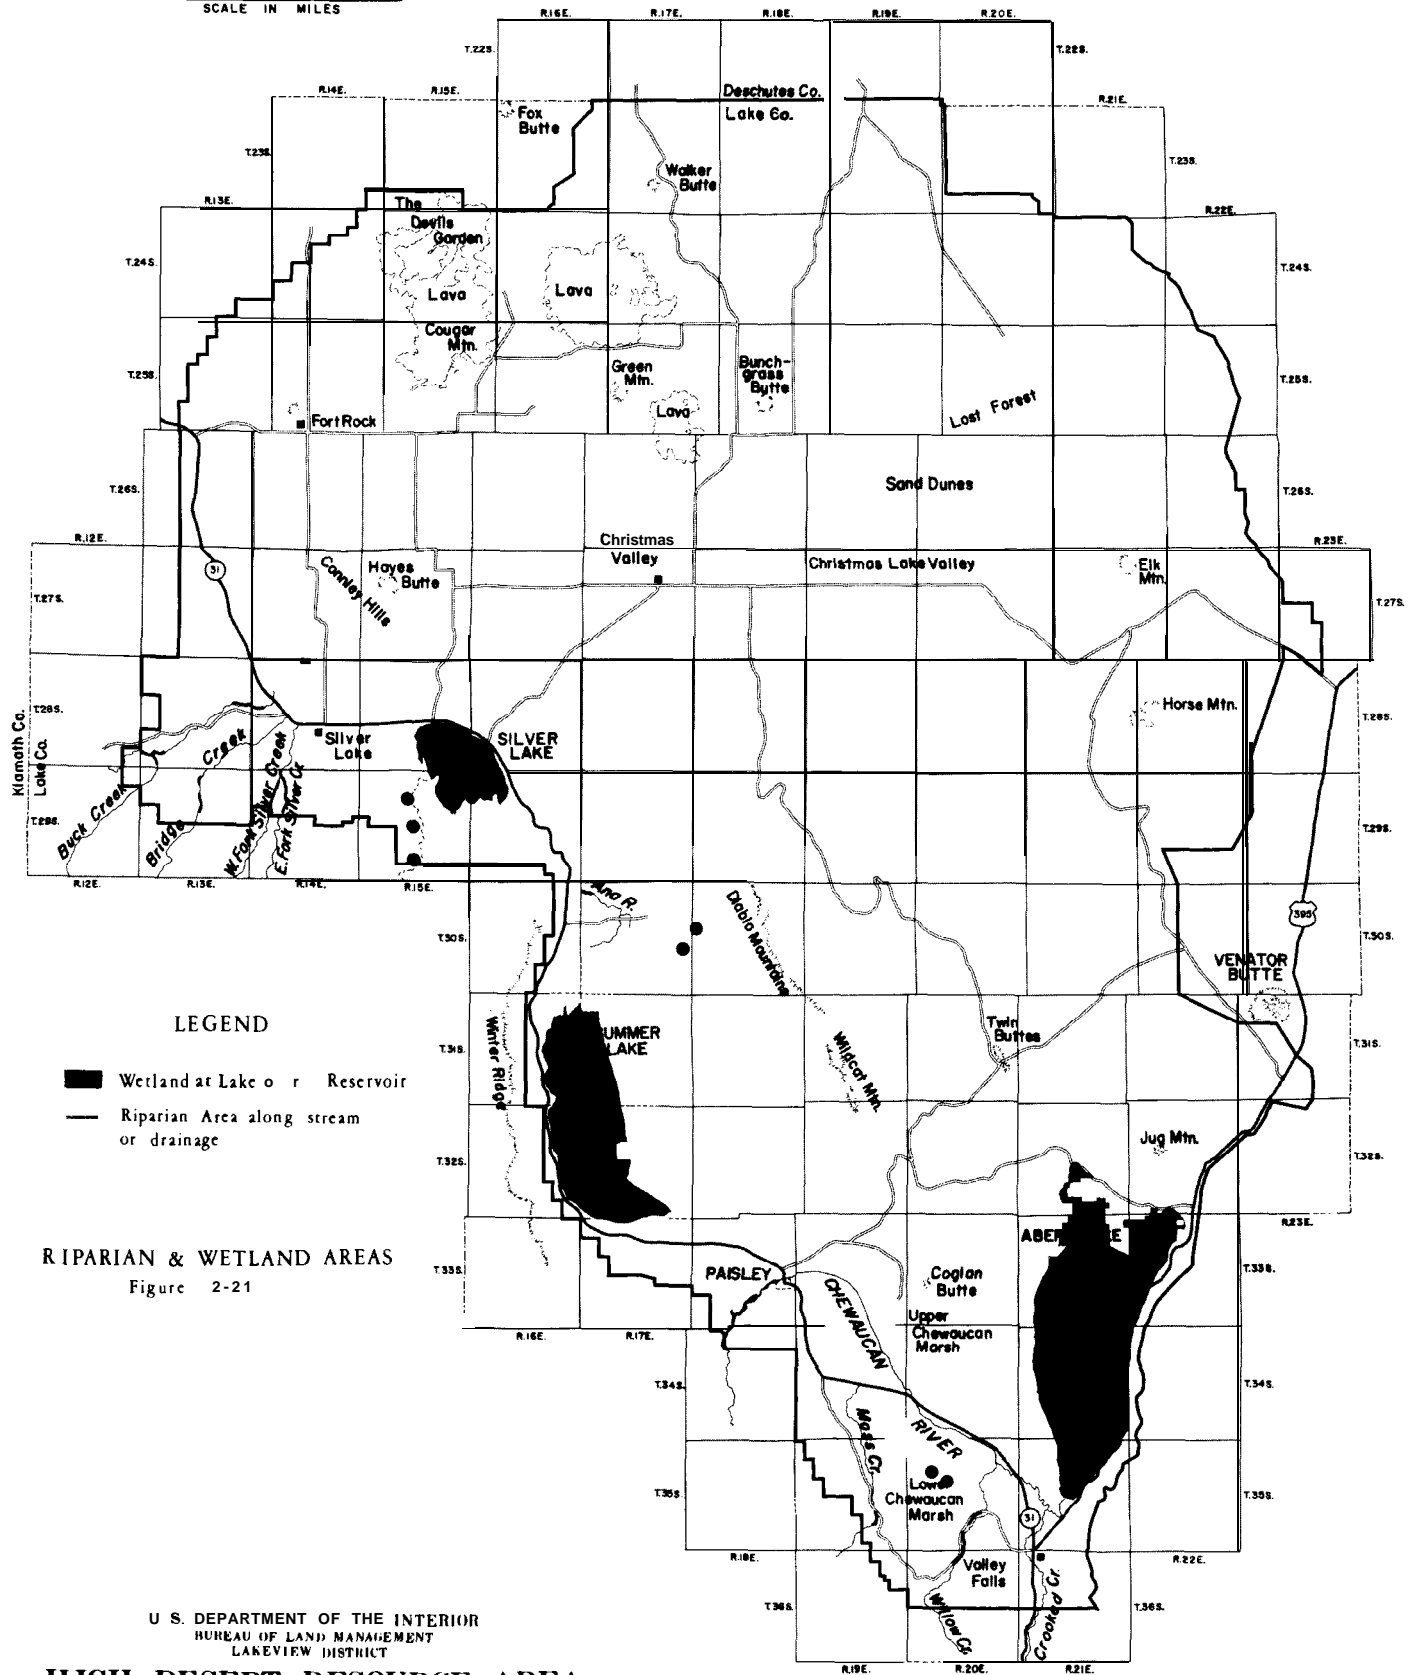 SCALE IN MILES
R.16E.
R.17E.
R.18E.
R.19E.
R.20E.
T.22S.
T.22S.
R.14E.
R.15E.
Deschutes Co.
Lake Co.
R.21E.
Fox
Butte
T.23S.
T.23S.
Walker
Butte
R.13E.
The
Devils
Garden
R.22E.
T.24S.
T.24S.
Lava
Lava
Cougar
Mtn.
Green
Mtn.
Bunch-
grass
Butte
T.25S.
T.25S.
Lava
Lost Forest
Fort Rock
T.26S.
Sand Dunes
T.26S.
R.12E.
Christmas
Valley
R.23E.
31
Connley Hills
Hayes
Butte
Christmas Lake Valley
Elk
Mtn.
T.27S.
T.27S.
Klamath Co.
Lake Co.
T.28S.
Horse Mtn.
T.28S.
Silver
Lake
SILVER
LAKE
Buck Creek
Bridge
Creek
W. Fork Silver Creek
E. Fork Silver Cr.
T.29S.
T.29S.
R.12E.
R.13E.
R.14E.
R.15E.
Ana R.
Diablo Mountains
395
T.30S.
T.30S.
VENATOR
BUTTE
LEGEND
Wetland at Lake o r Reservoir
Riparian Area along stream
or drainage
Winter Ridge
T.31S.
UMMER
LAKE
Wildcat Mtn.
Twin
Buttes
T.31S.
Jug Mtn.
T.32S.
T.32S.
R.23E.
RIPARIAN & WETLAND AREAS
Figure 2-21
ABER KE
T.33S.
PAISLEY
CHEWAUCAN
Coglan
Butte
T.33S.
Upper
Chewaucan
Marsh
R.16E.
R.17E.
T.34S.
T.34S.
Moss Cr.
RIVER
T.35S.
Lower
Chewaucan
Marsh
T.35S.
31
R.18E.
R.22E.
Valley
Falls
T.36S.
Willow Cr.
Crooked Cr.
T.36S.
R.19E.
R.20E.
R.21E.
U S. DEPARTMENT OF THE INTERIOR
BUREAU OF LAND MANAGEMENT
LAKEVIEW DISTRICT
HIGH DESERT RESOURCE AREA